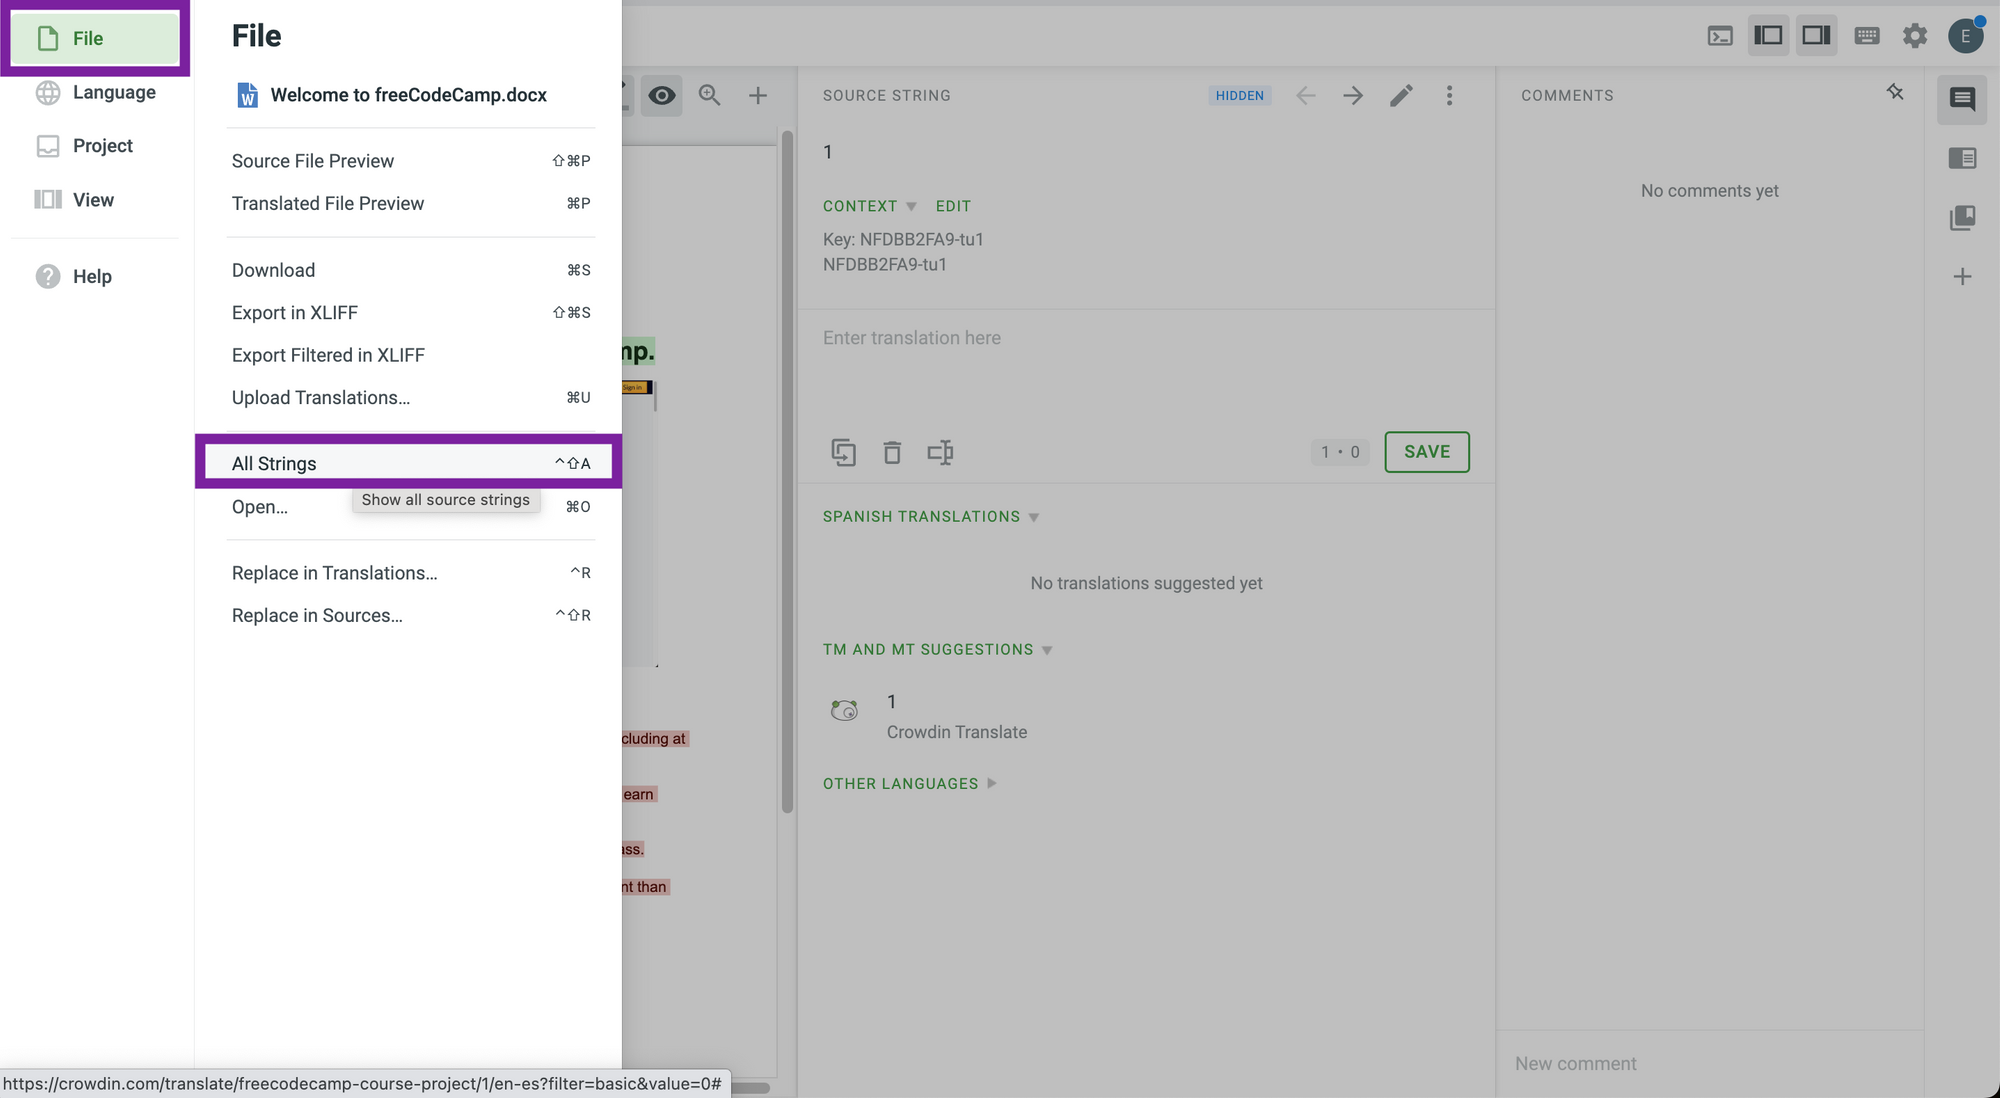 File
Language
Project
View
Help
File
Welcome to freeCodeCamp.docx
Source File Preview ⇧⌘P
Translated File Preview ⌘P
Download ⌘S
Export in XLIFF ⇧⌘S
Export Filtered in XLIFF
Upload Translations... ⌘U
All Strings ^⇧A
Show all source strings
Open... ⌘O
Replace in Translations... ^R
Replace in Sources... ^⇧R
mp.
Sign in
cluding at
earn
ass.
nt than
SOURCE STRING HIDDEN
1
CONTEXT EDIT
Key: NFDBB2FA9-tu1
NFDBB2FA9-tu1
Enter translation here
1 • 0 SAVE
SPANISH TRANSLATIONS
No translations suggested yet
TM AND MT SUGGESTIONS
1
Crowdin Translate
OTHER LANGUAGES
COMMENTS
No comments yet
New comment
E
https://crowdin.com/translate/freecodecamp-course-project/1/en-es?filter=basic&value=0#